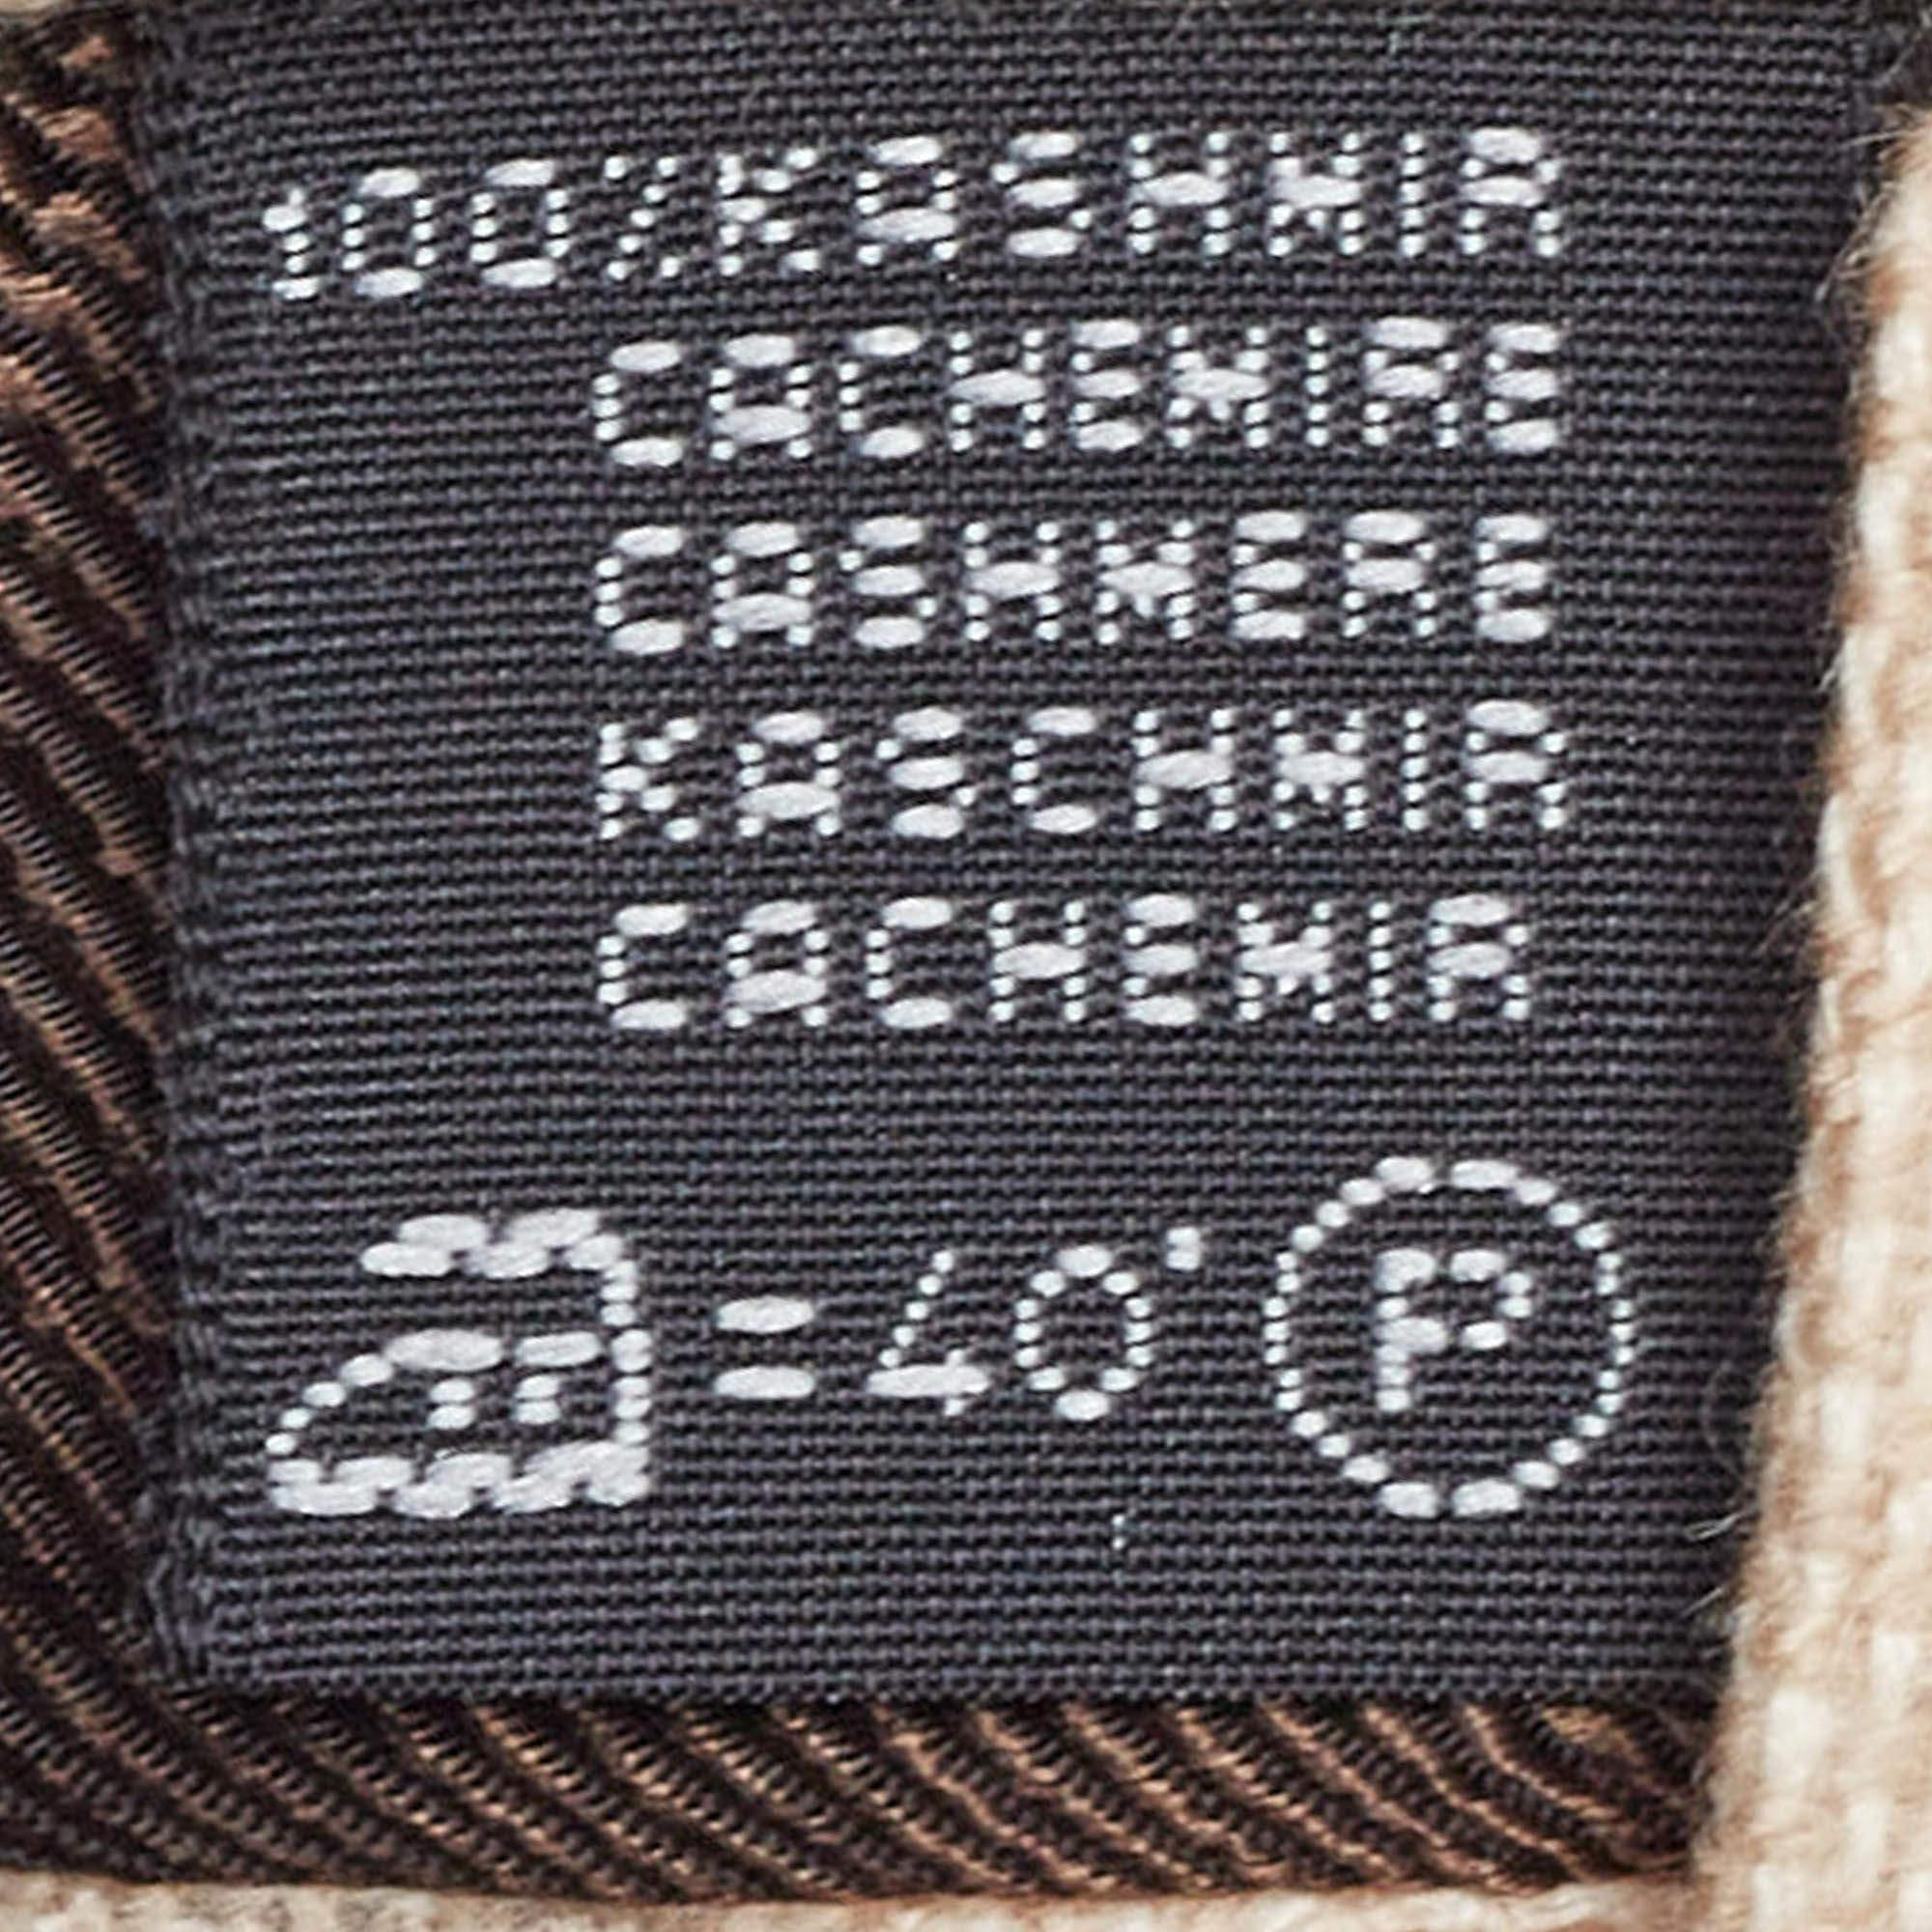 100% KASHMIR
CACHEMIRE
CASHMERE
KASCHMIR
CACHEMIR
= 40° P